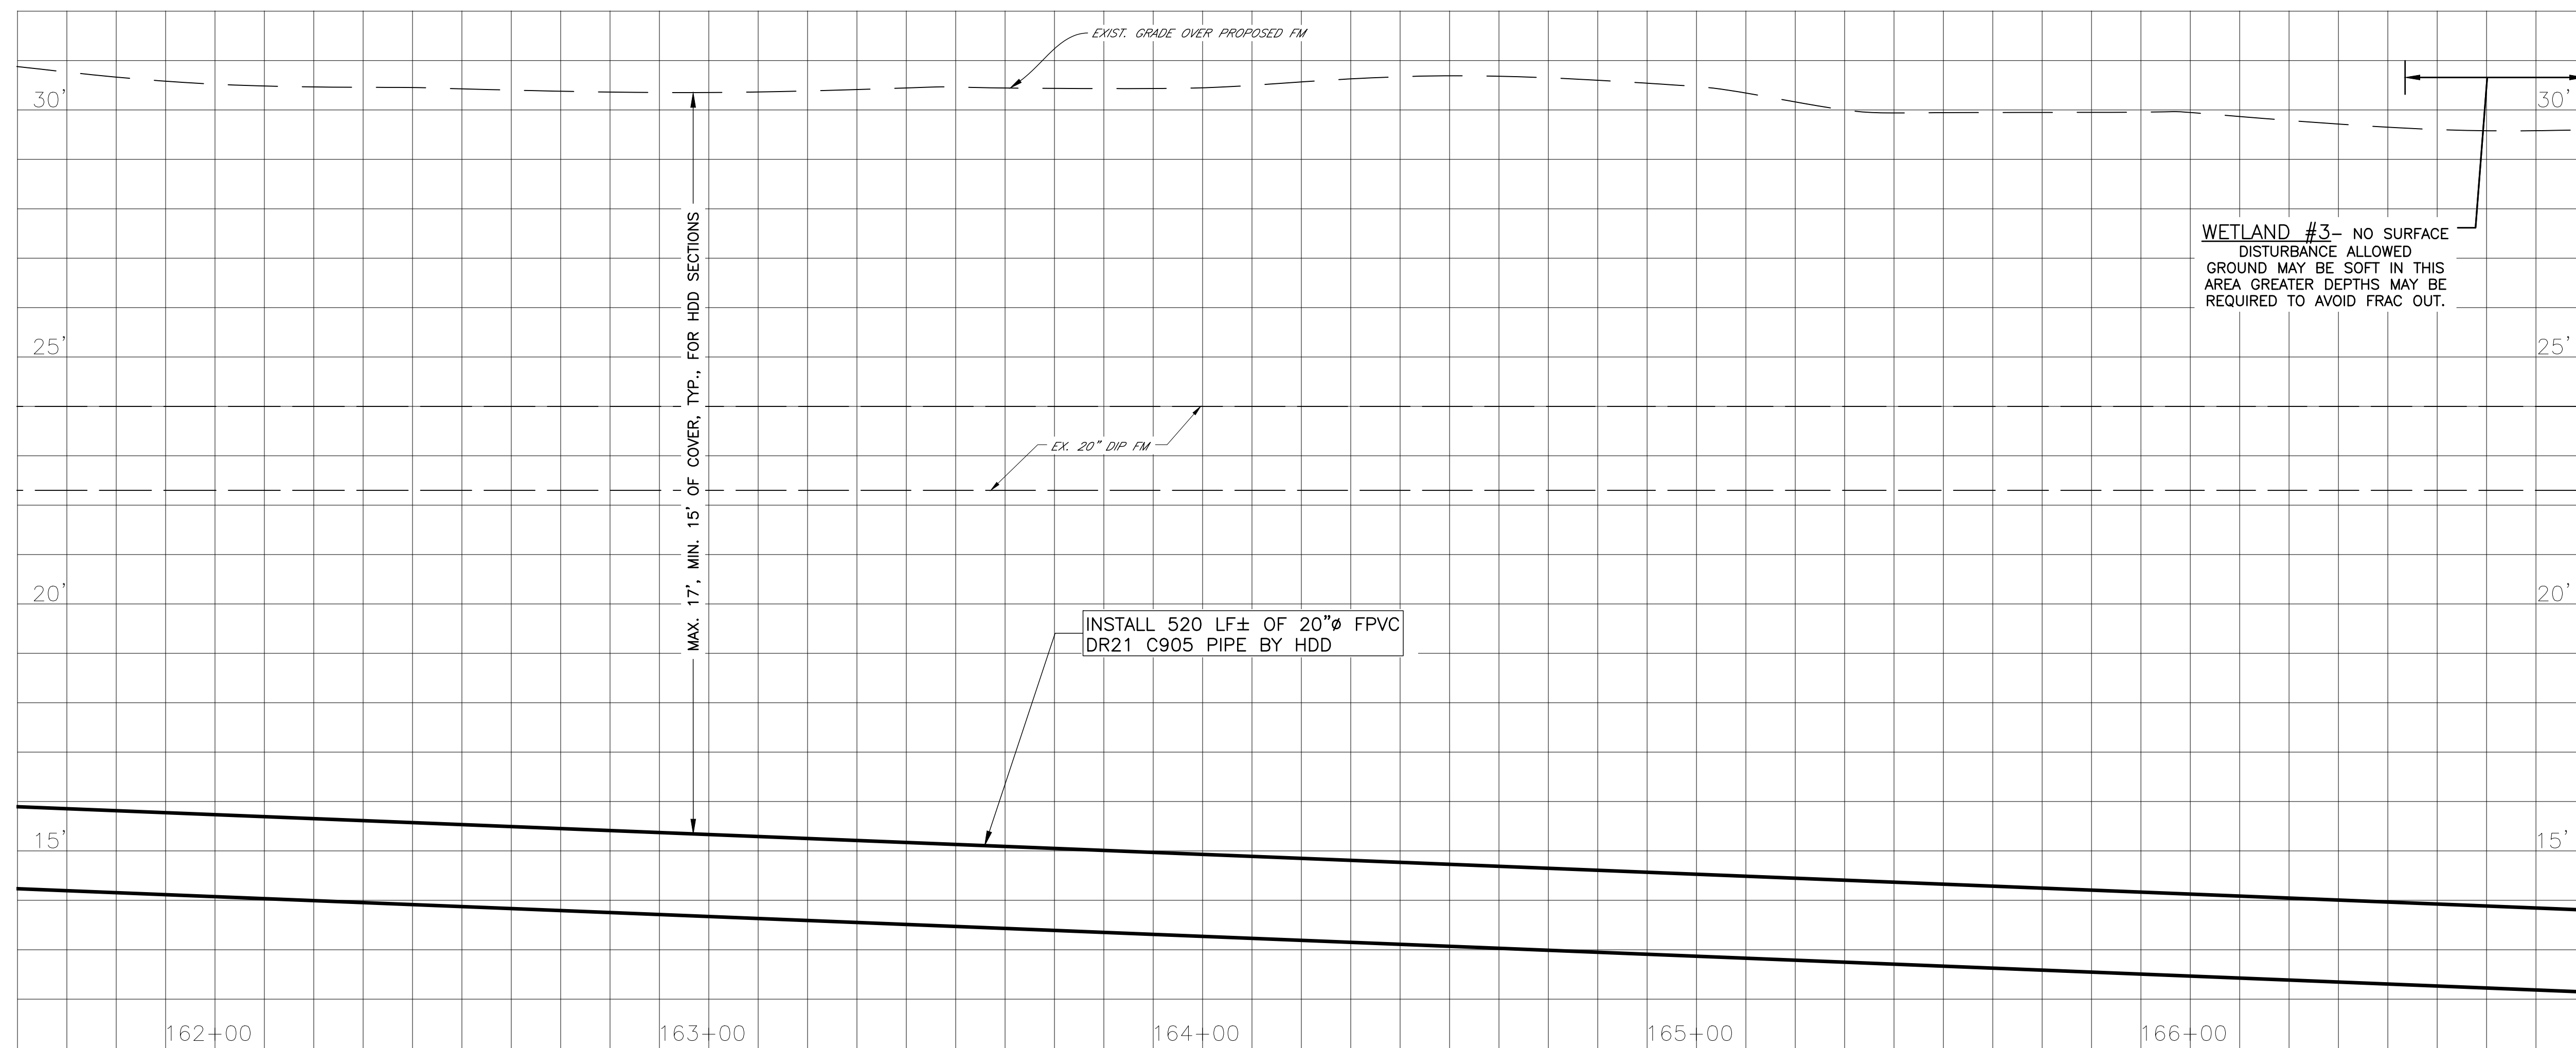 EXIST. GRADE OVER PROPOSED FM
30'
30'
WETLAND #3- NO SURFACE
DISTURBANCE ALLOWED
GROUND MAY BE SOFT IN THIS
AREA GREATER DEPTHS MAY BE
REQUIRED TO AVOID FRAC OUT.
MAX. 17', MIN. 15' OF COVER, TYP., FOR HDD SECTIONS
25'
25'
EX. 20" DIP FM
20'
20'
INSTALL 520 LF± OF 20"ø FPVC
DR21 C905 PIPE BY HDD
15'
15'
162+00
163+00
164+00
165+00
166+00